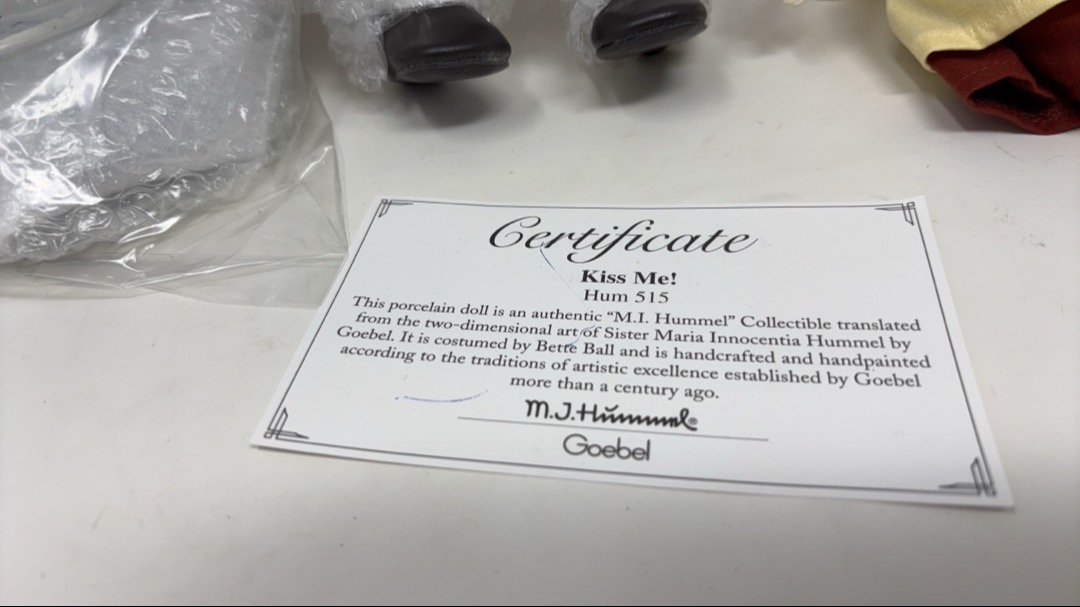 Certificate
Kiss Me!
Hum 515
This porcelain doll is an authentic “M.I. Hummel” Collectible translated
from the two-dimensional art of Sister Maria Innocentia Hummel by
Goebel. It is costumed by Bette Ball and is handcrafted and handpainted
according to the traditions of artistic excellence established by Goebel
more than a century ago.
M.J.Hummel®
Goebel